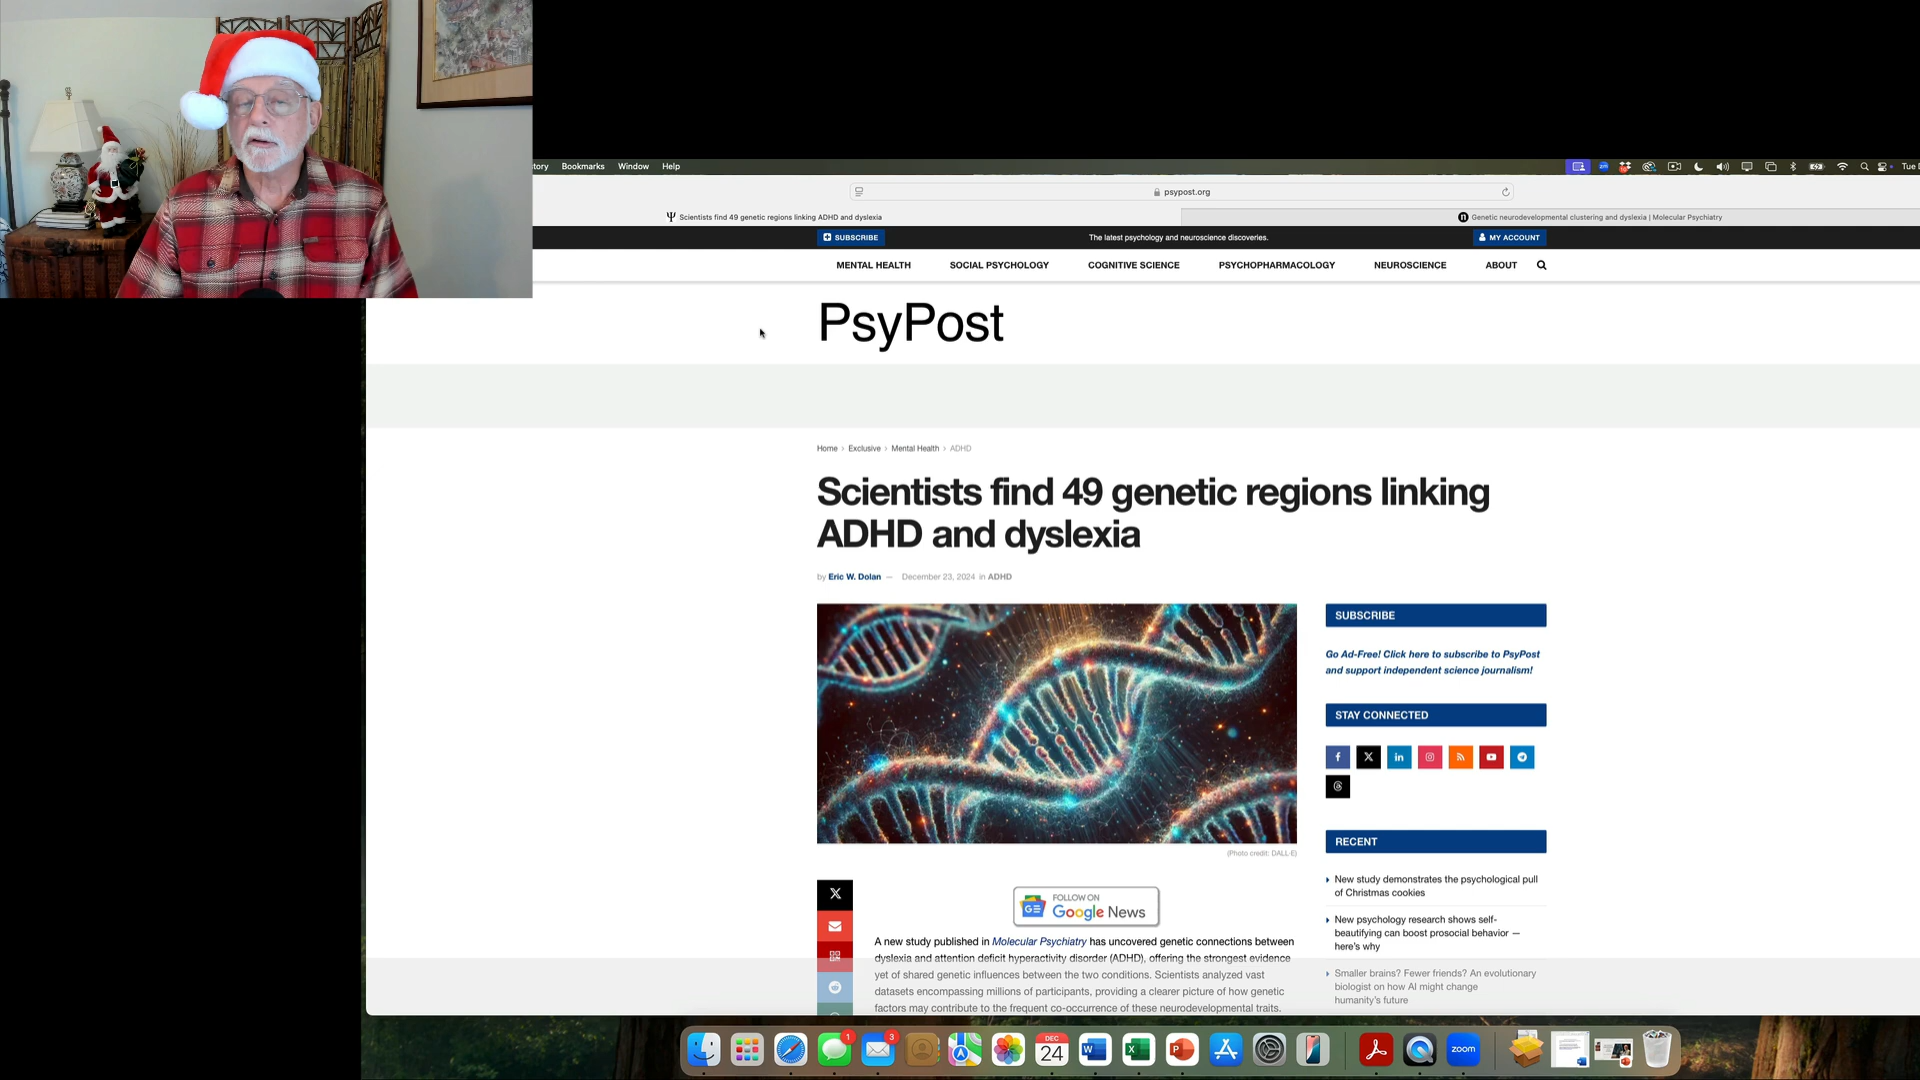 tory Bookmarks Window Help
Tue
psypost.org
Scientists find 49 genetic regions linking ADHD and dyslexia
Genetic neurodevelopmental clustering and dyslexia | Molecular Psychiatry
SUBSCRIBE
The latest psychology and neuroscience discoveries.
MY ACCOUNT
MENTAL HEALTH SOCIAL PSYCHOLOGY COGNITIVE SCIENCE PSYCHOPHARMACOLOGY NEUROSCIENCE ABOUT
PsyPost
Home > Exclusive > Mental Health > ADHD
Scientists find 49 genetic regions linking
ADHD and dyslexia
by Eric W. Dolan — December 23, 2024 in ADHD
(Photo credit: DALL·E)
FOLLOW ON
Google News
A new study published in Molecular Psychiatry has uncovered genetic connections between
dyslexia and attention deficit hyperactivity disorder (ADHD), offering the strongest evidence
yet of shared genetic influences between the two conditions. Scientists analyzed vast
datasets encompassing millions of participants, providing a clearer picture of how genetic
factors may contribute to the frequent co-occurrence of these neurodevelopmental traits.
SUBSCRIBE
Go Ad-Free! Click here to subscribe to PsyPost
and support independent science journalism!
STAY CONNECTED
RECENT
New study demonstrates the psychological pull
of Christmas cookies
New psychology research shows self-
beautifying can boost prosocial behavior —
here's why
Smaller brains? Fewer friends? An evolutionary
biologist on how AI might change
humanity's future
1
3
DEC
24
zoom